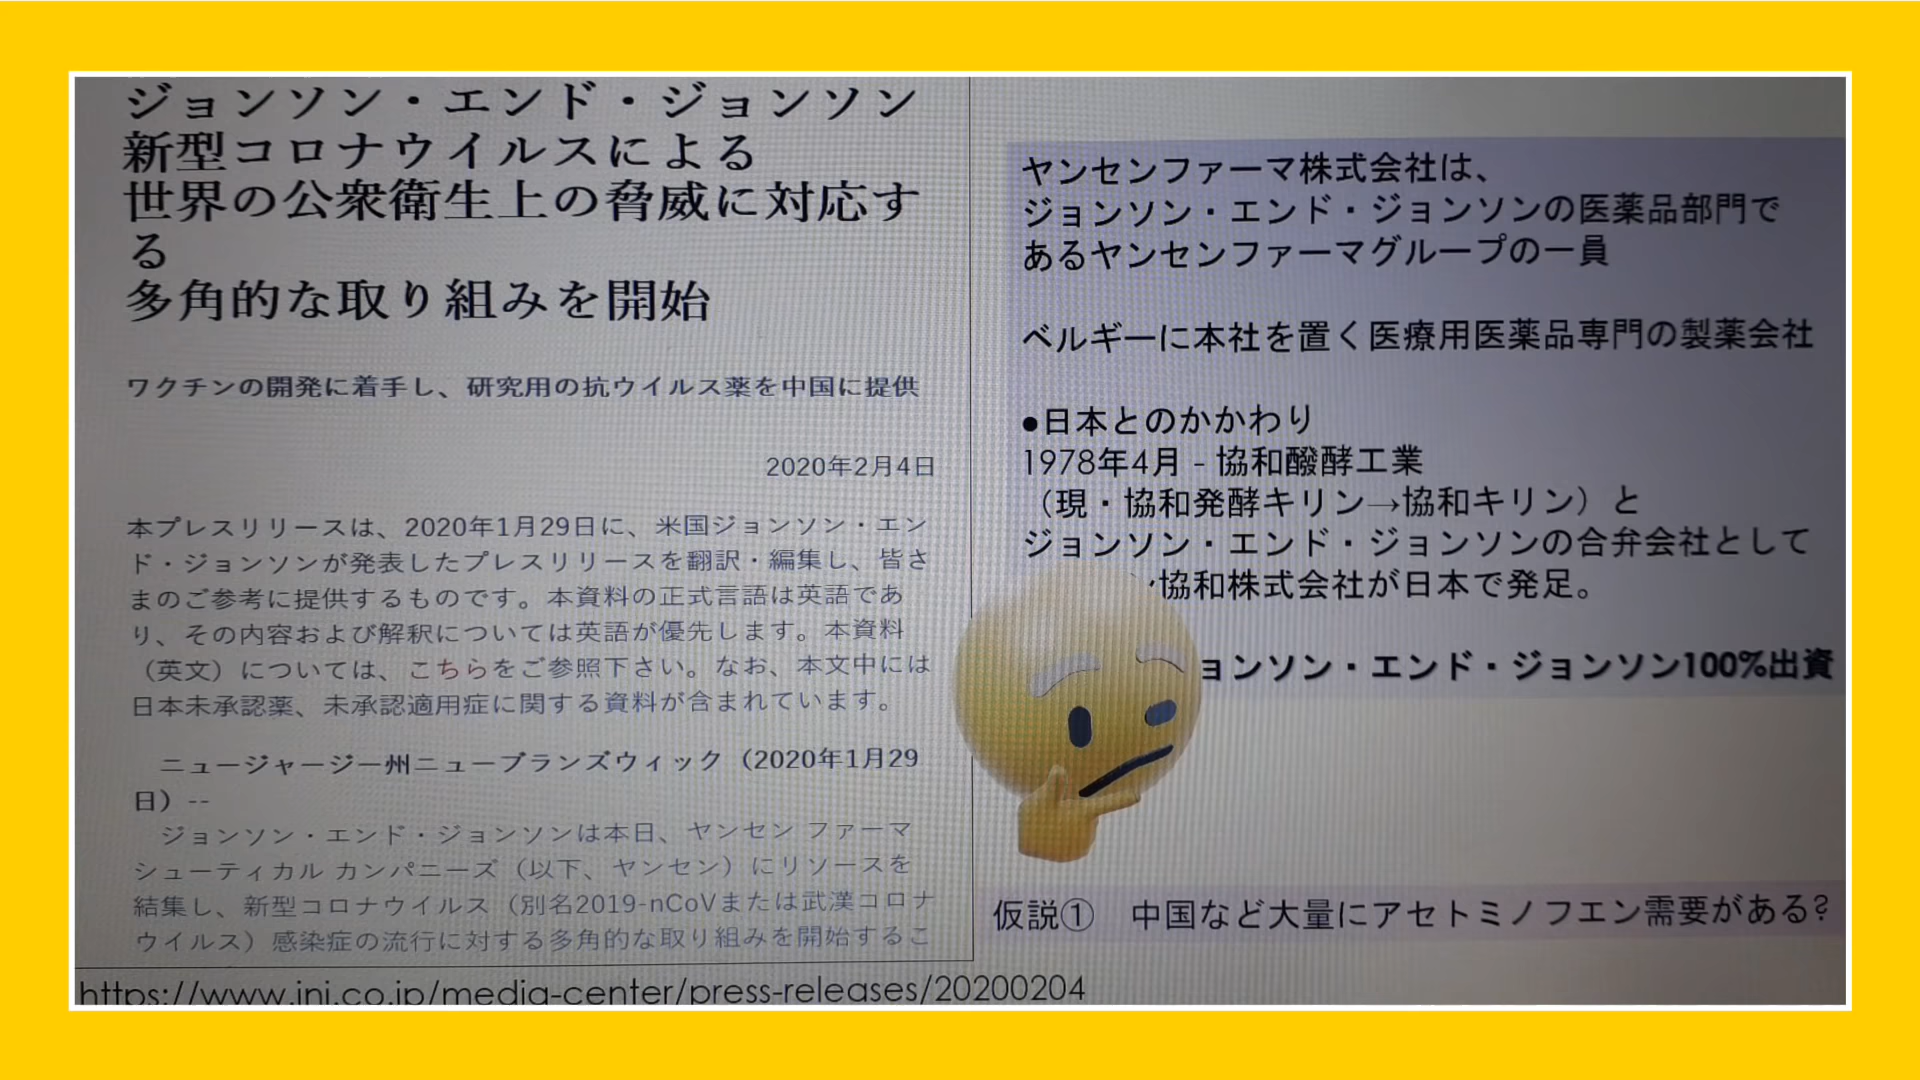 ジョンソン・エンド・ジョンソン
新型コロナウイルスによる
世界の公衆衛生上の脅威に対応す
る
多角的な取り組みを開始
ワクチンの開発に着手し、研究用の抗ウイルス薬を中国に提供
2020年2月4日
本プレスリリースは、2020年1月29日に、米国ジョンソン・エン
ド・ジョンソンが発表したプレスリリースを翻訳・編集し、皆さ
まのご参考に提供するものです。本資料の正式言語は英語であ
り、その内容および解釈については英語が優先します。本資料
（英文）については、こちらをご参照下さい。なお、本文中には
日本未承認薬、未承認適用症に関する資料が含まれています。
ニュージャージー州ニューブランズウィック（2020年1月29
日）--
ジョンソン・エンド・ジョンソンは本日、ヤンセン ファーマ
シューティカル カンパニーズ（以下、ヤンセン）にリソースを
結集し、新型コロナウイルス（別名2019-nCoVまたは武漢コロナ
ウイルス）感染症の流行に対する多角的な取り組みを開始するこ
https://www.jnj.co.jp/media-center/press-releases/20200204
ヤンセンファーマ株式会社は、
ジョンソン・エンド・ジョンソンの医薬品部門で
あるヤンセンファーマグループの一員
ベルギーに本社を置く医療用医薬品専門の製薬会社
●日本とのかかわり
1978年4月 - 協和醗酵工業
（現・協和発酵キリン→協和キリン）と
ジョンソン・エンド・ジョンソンの合弁会社として
協和株式会社が日本で発足。
ョンソン・エンド・ジョンソン100%出資
仮説① 中国など大量にアセトミノフエン需要がある?